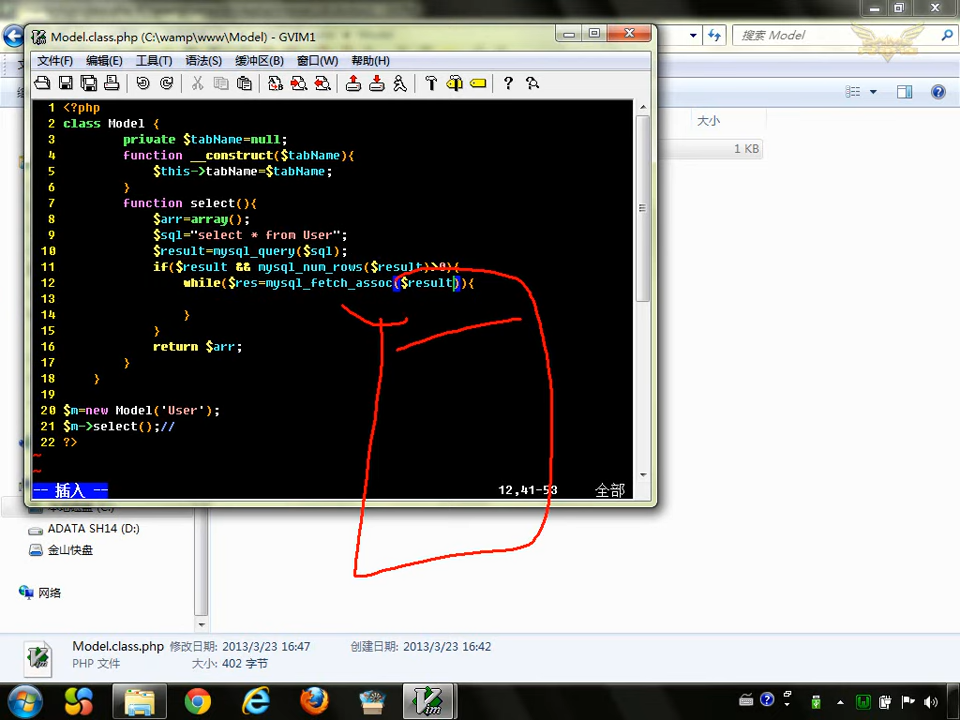 Model.class.php (C:\wamp\www\Model) - GVIM1
搜索 Model
文件(F) 编辑(E) 工具(T) 语法(S) 缓冲区(B) 窗口(W) 帮助(H)
大小
1 KB
1 <?php
2 class Model {
3 private $tabName=null;
4 function __construct($tabName){
5 $this->tabName=$tabName;
6 }
7 function select(){
8 $arr=array();
9 $sql="select * from User";
10 $result=mysql_query($sql);
11 if($result && mysql_num_rows($result)>0){
12 while($res=mysql_fetch_assoc($result)){
13
14 }
15 }
16 return $arr;
17 }
18 }
19
20 $m=new Model('User');
21 $m->select();//
22 ?>
~
~
-- 插入 -- 12,41-53 全部
ADATA SH14 (D:)
金山快盘
网络
Model.class.php 修改日期: 2013/3/23 16:47 创建日期: 2013/3/23 16:42
PHP 文件 大小: 402 字节